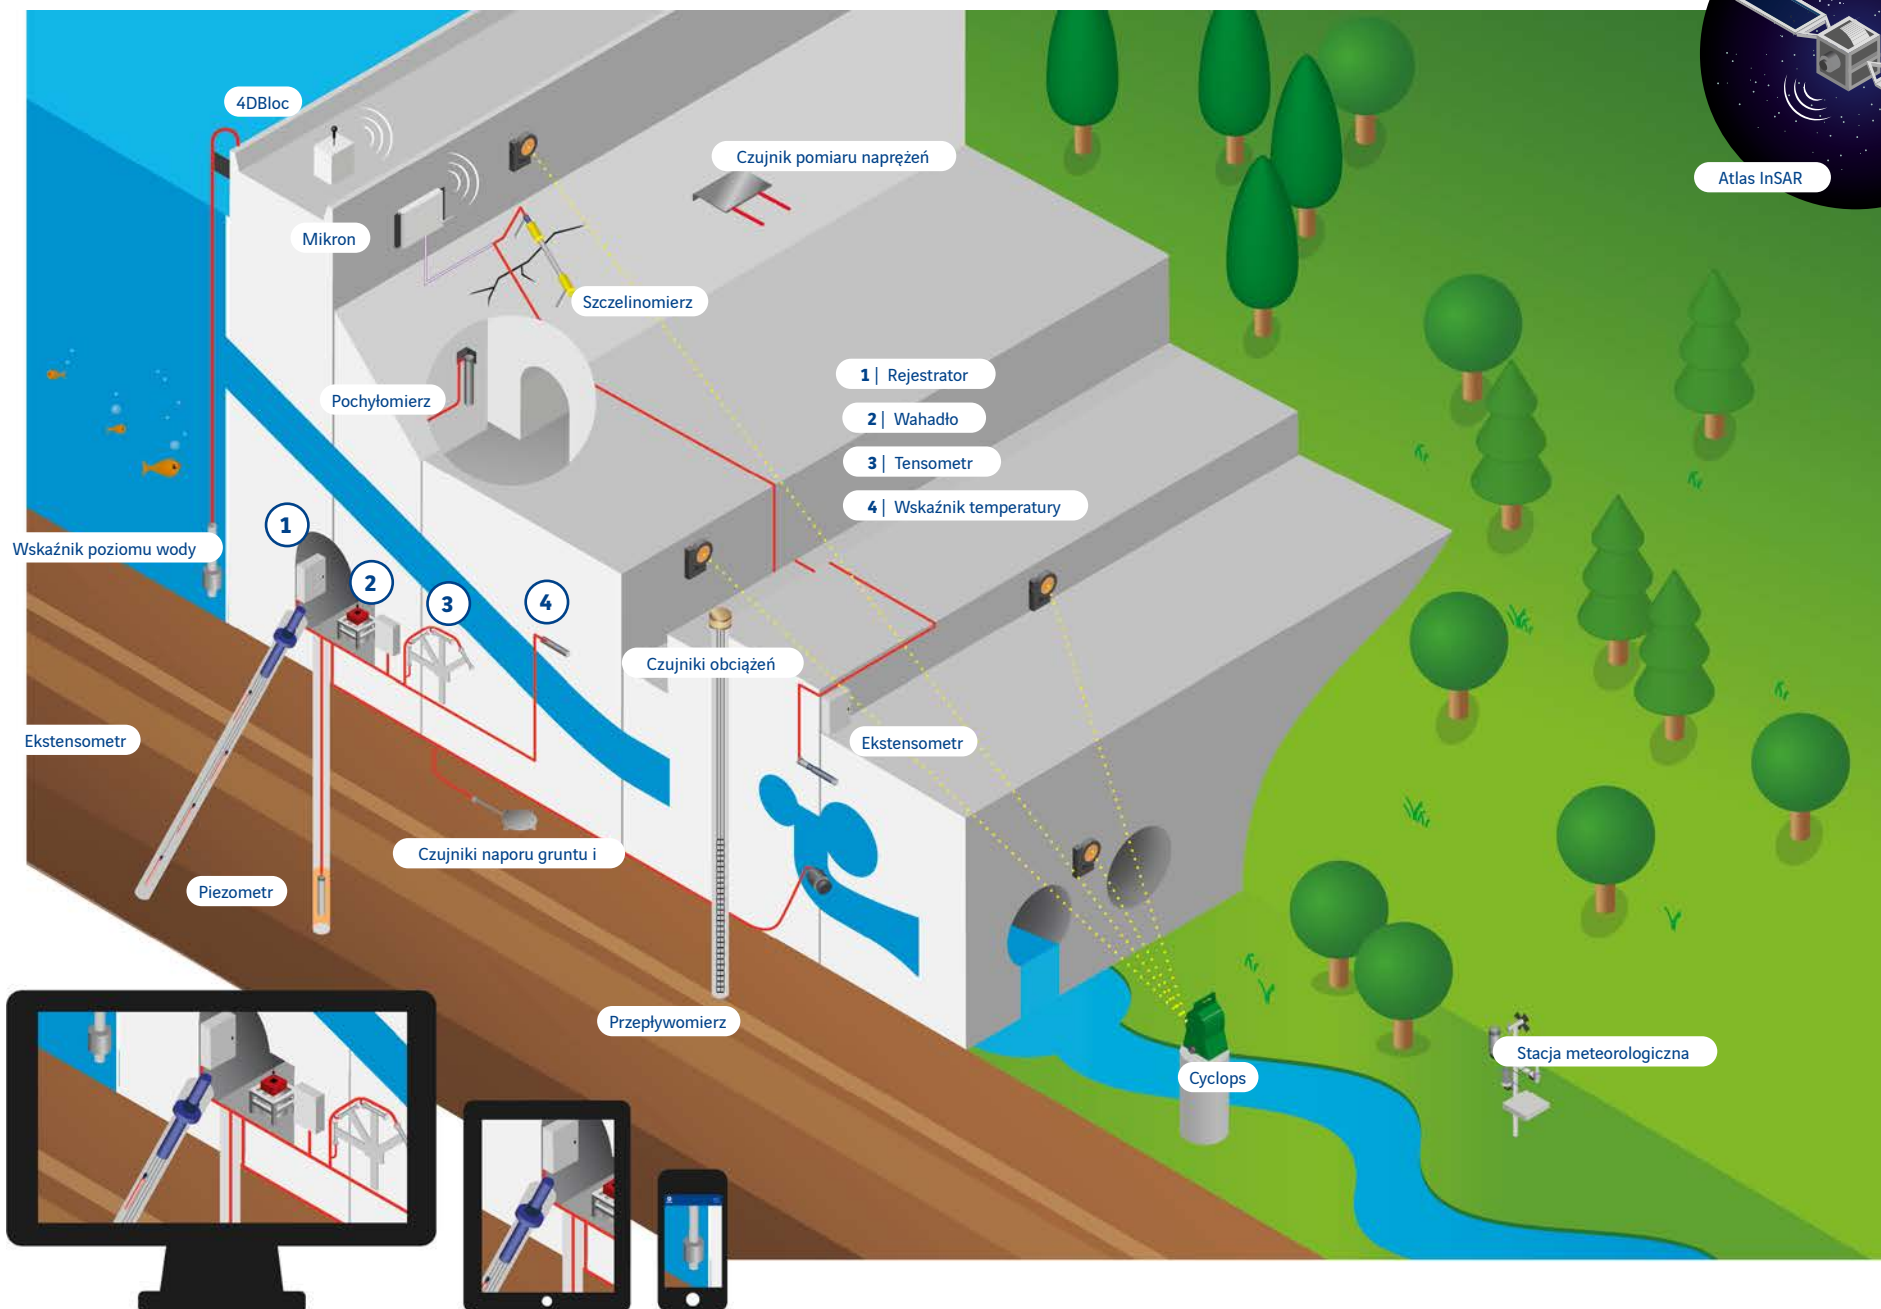 4DBloc
Czujnik pomiaru naprężeń
Atlas InSAR
Mikron
Szczelinomierz
Pochyłomierz
1 | Rejestrator
2 | Wahadło
3 | Tensometr
4 | Wskaźnik temperatury
1
Wskaźnik poziomu wody
2
3
4
Czujniki obciążeń
Ekstensometr
Ekstensometr
Czujniki naporu gruntu i
Piezometr
Przepływomierz
Stacja meteorologiczna
Cyclops